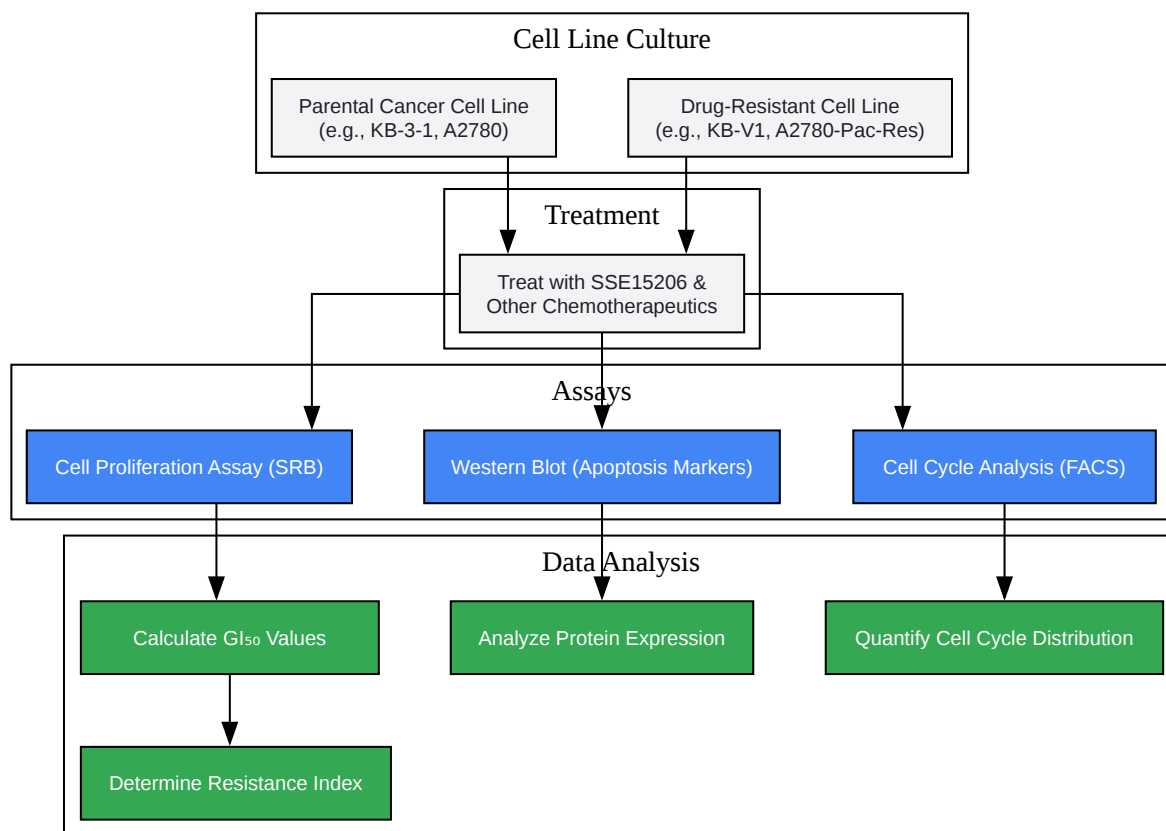 Cell Line Culture
Parental Cancer Cell Line
(e.g., KB-3-1, A2780)
Drug-Resistant Cell Line
(e.g., KB-V1, A2780-Pac-Res)
Treatment
Treat with SSE15206 &
Other Chemotherapeutics
Assays
Cell Proliferation Assay (SRB)
Western Blot (Apoptosis Markers)
Cell Cycle Analysis (FACS)
Data Analysis
Calculate GI₅₀ Values
Analyze Protein Expression
Quantify Cell Cycle Distribution
Determine Resistance Index